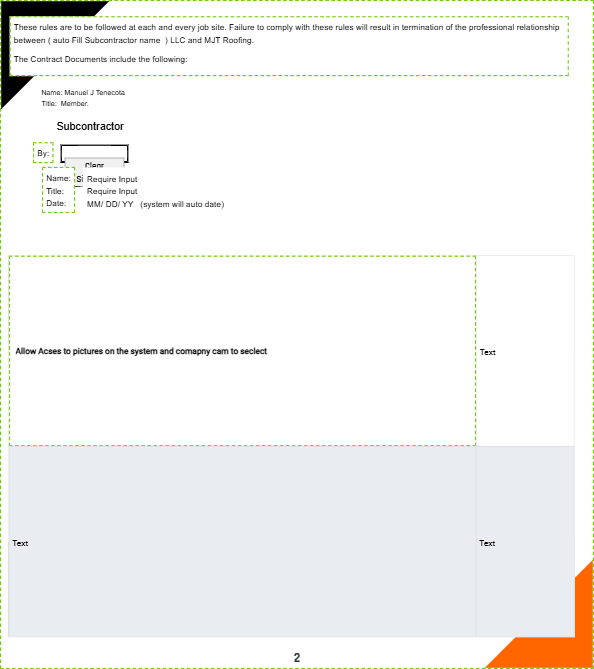 These rules are to be followed at each and every job site. Failure to comply with these rules will result in termination of the professional relationship
between ( auto Fill Subcontractor name ) LLC and MJT Roofing.
The Contract Documents include the following:
Name: Manuel J Tenecota
Title: Member.
Subcontractor
By:
Clear
Name: Si Require Input
Title: Require Input
Date: MM/ DD/ YY (system will auto date)
Allow Acses to pictures on the system and comapny cam to seclect
Text
Text
Text
2